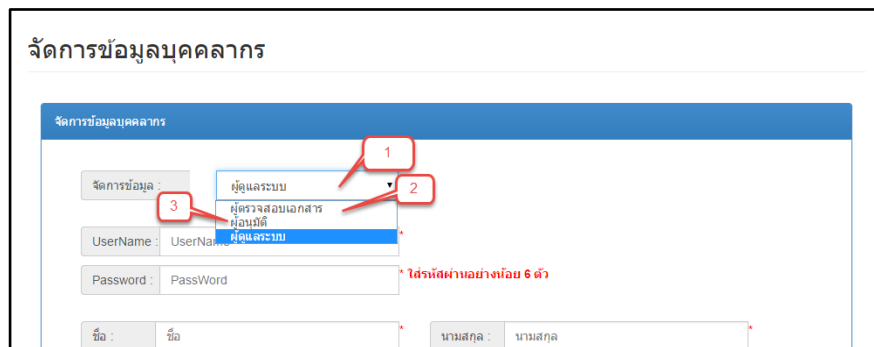 จัดการข้อมูลบุคคลากร
จัดการข้อมูลบุคคลากร
1
จัดการข้อมูล : ผู้ดูแลระบบ
2
3 ผู้ตรวจสอบเอกสาร
ผู้อนุมัติ
ผู้ดูแลระบบ
UserName : UserName *
Password : PassWord * ใส่รหัสผ่านอย่างน้อย 6 ตัว
ชื่อ : ชื่อ * นามสกุล : นามสกุล *